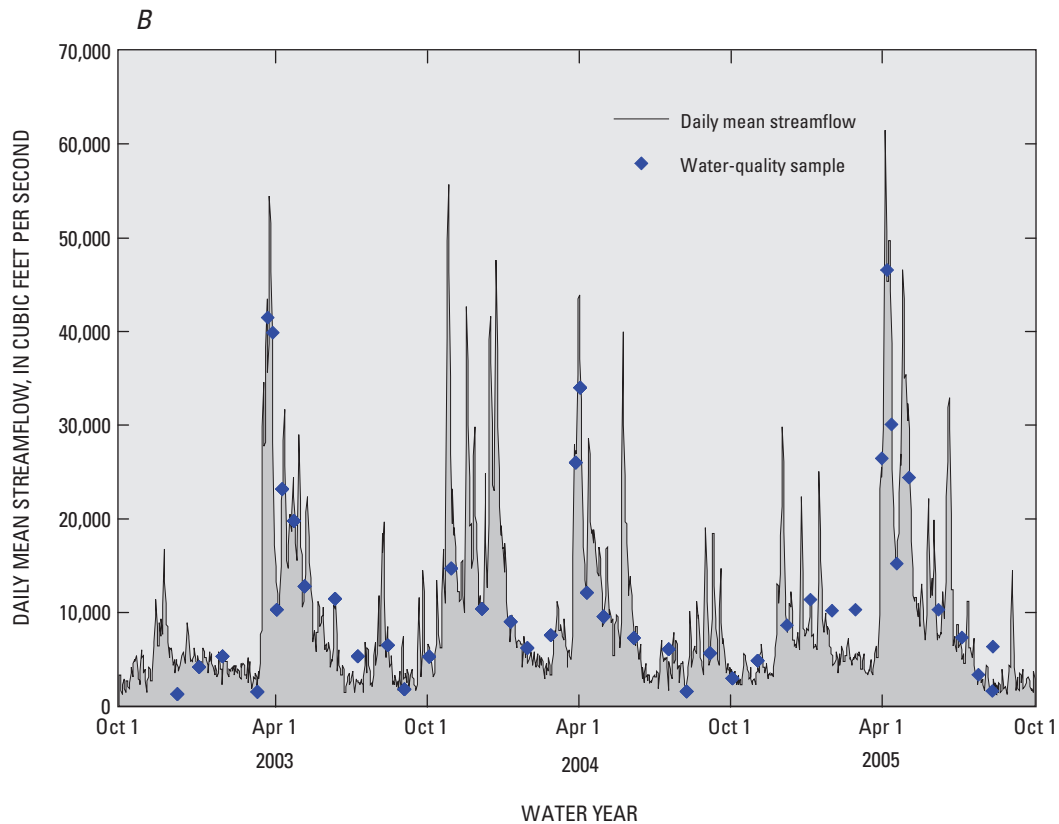 B
70,000
60,000
50,000
40,000
30,000
20,000
10,000
0
DAILY MEAN STREAMFLOW, IN CUBIC FEET PER SECOND
Daily mean streamflow
Water-quality sample
Oct 1
Apr 1
Oct 1
Apr 1
Oct 1
Apr 1
Oct 1
2003
2004
2005
WATER YEAR